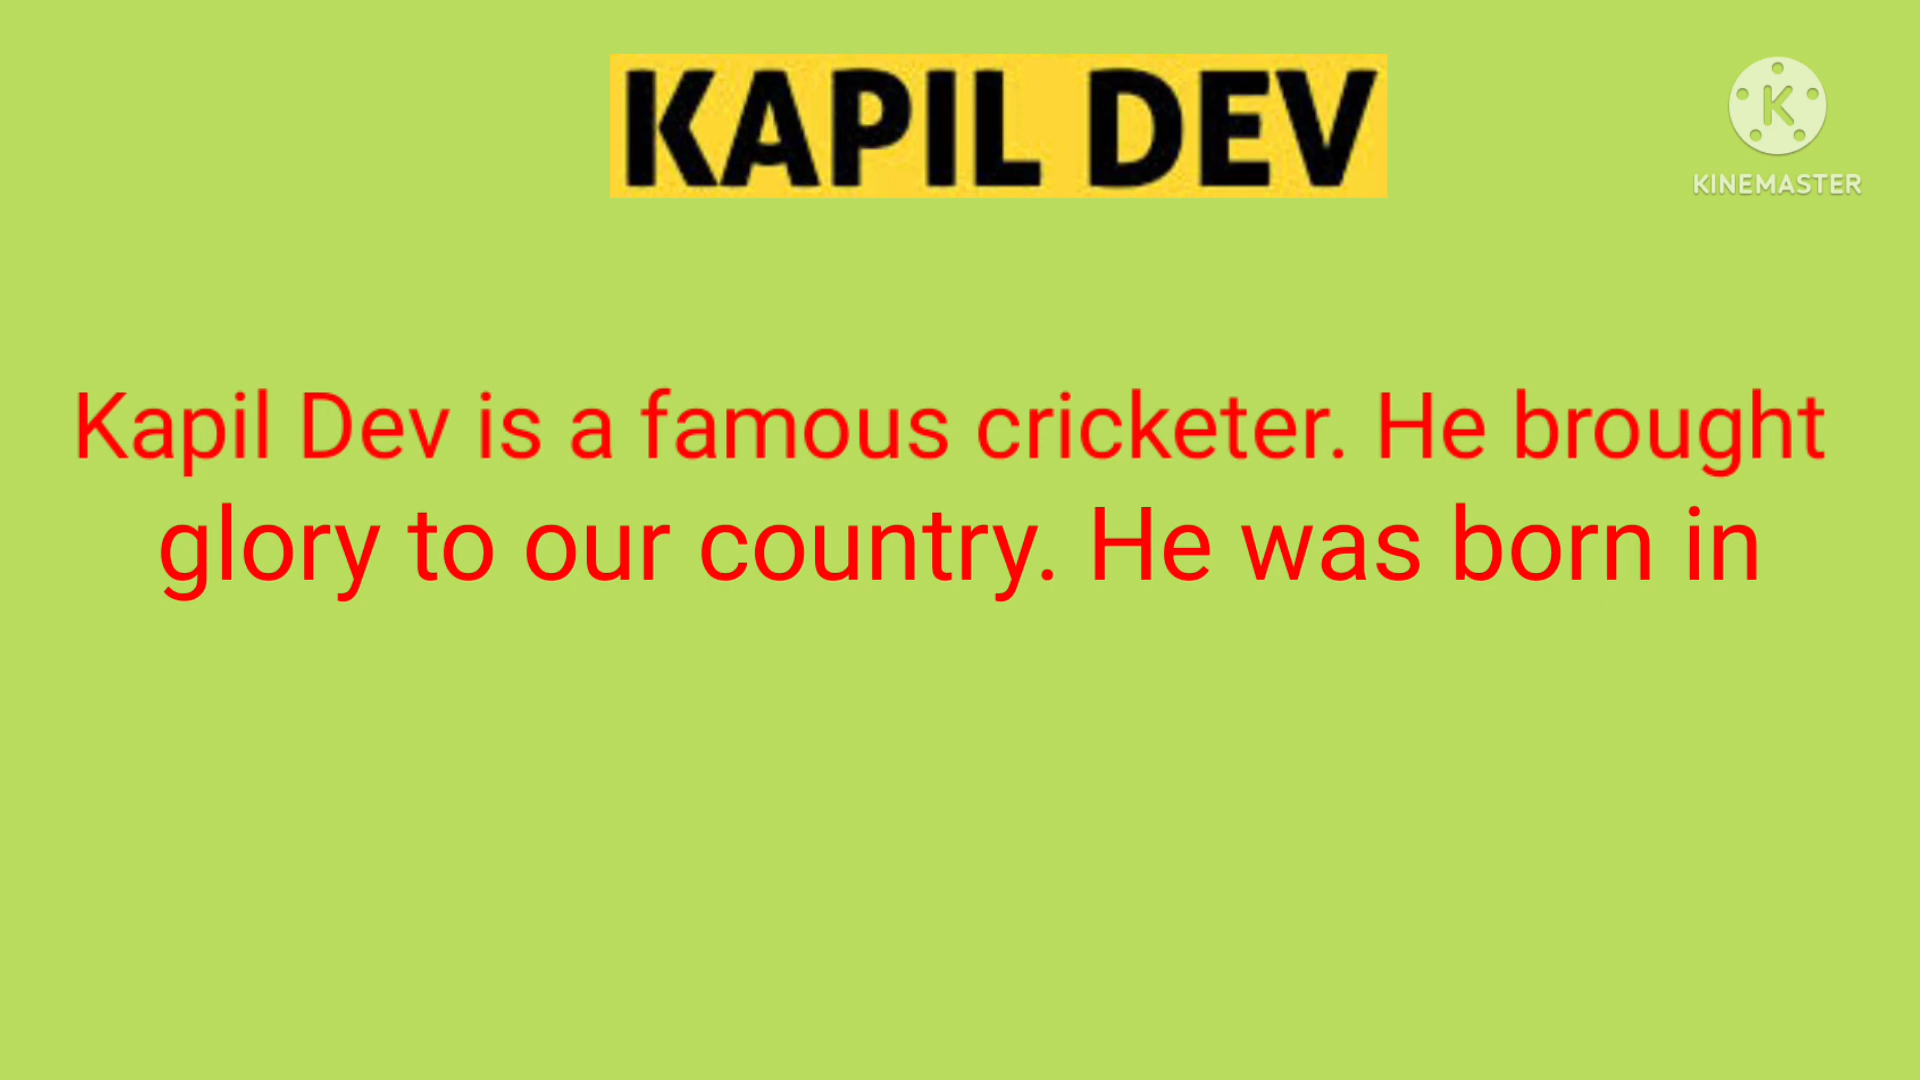 KAPIL DEV
K
KINEMASTER
Kapil Dev is a famous cricketer. He brought
glory to our country. He was born in